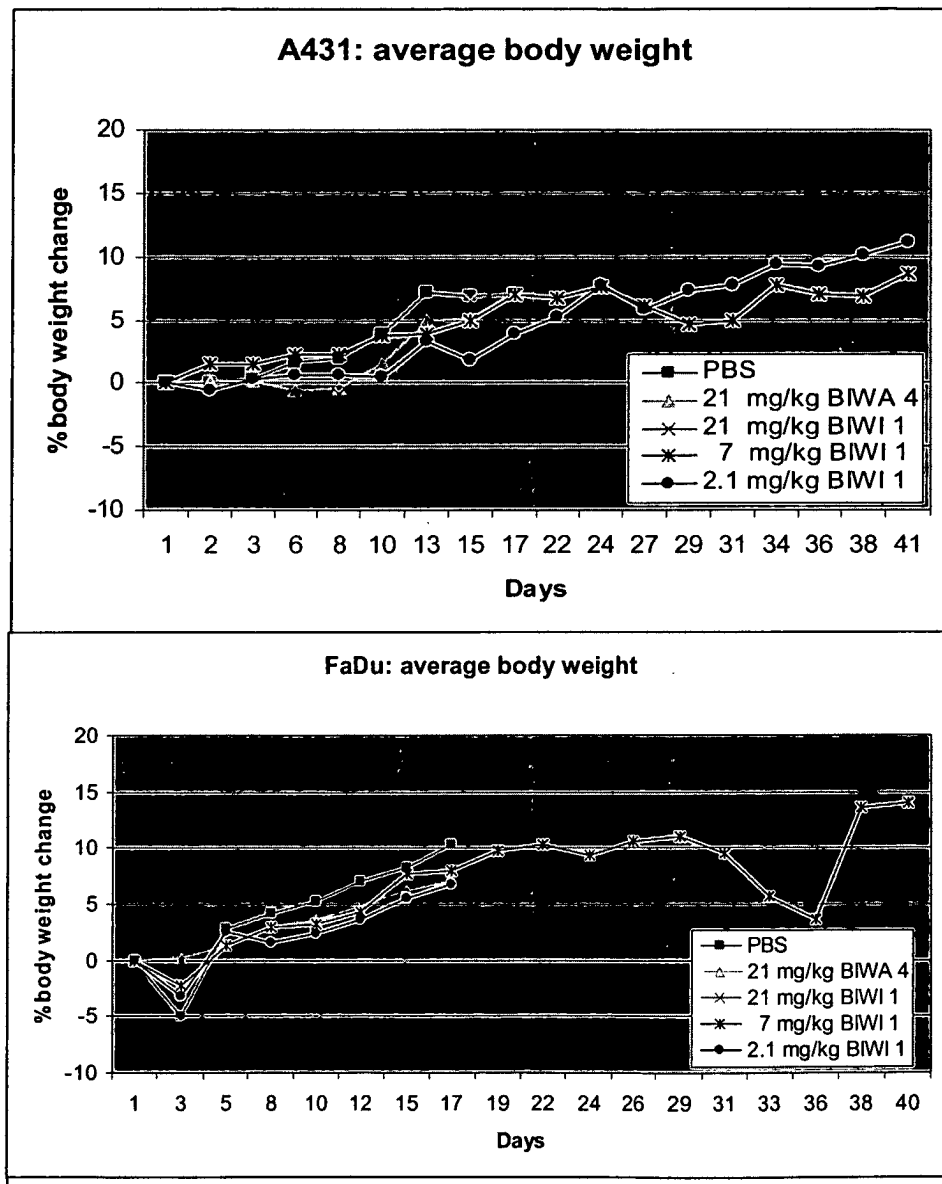 A431: average body weight
%body weight change
20
15
10
5
0
-5
-10
PBS
21 mg/kg BIWA 4
21 mg/kg BIWI 1
7 mg/kg BIWI 1
2.1 mg/kg BIWI 1
1 2 3 6 8 10 13 15 17 22 24 27 29 31 34 36 38 41
Days
FaDu: average body weight
%body weight change
20
15
10
5
0
-5
-10
PBS
21 mg/kg BIWA 4
21 mg/kg BIWI 1
7 mg/kg BIWI 1
2.1 mg/kg BIWI 1
1 3 5 8 10 12 15 17 19 22 24 26 29 31 33 36 38 40
Days